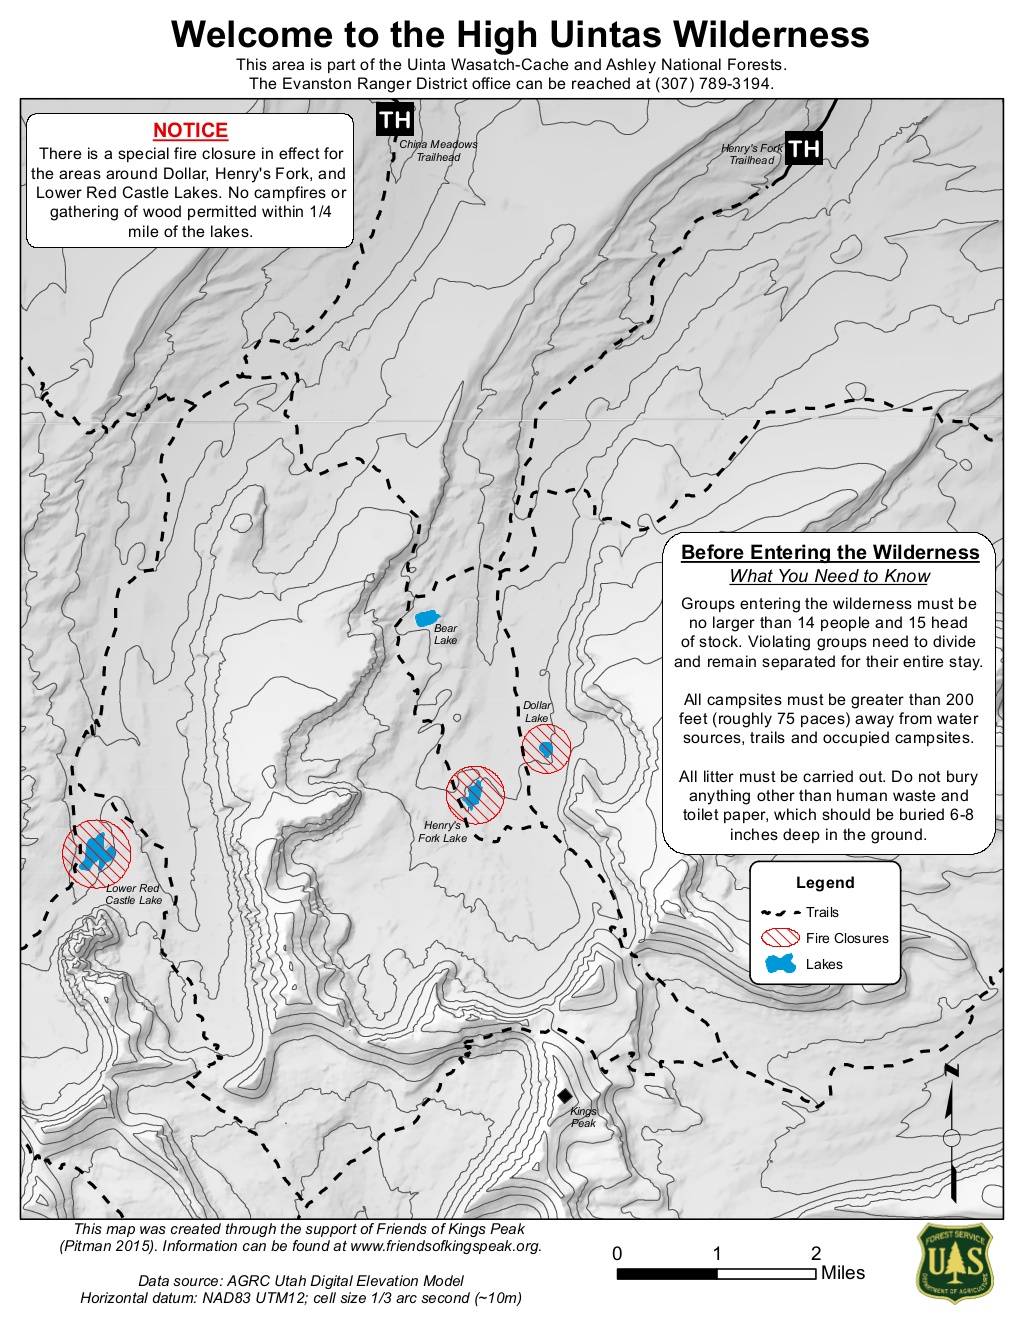 Welcome to the High Uintas Wilderness
This area is part of the Uinta Wasatch-Cache and Ashley National Forests.
The Evanston Ranger District office can be reached at (307) 789-3194.
NOTICE
There is a special fire closure in effect for
the areas around Dollar, Henry's Fork, and
Lower Red Castle Lakes. No campfires or
gathering of wood permitted within 1/4
mile of the lakes.
TH
China Meadows
Trailhead
Henry's Fork
Trailhead
TH
Before Entering the Wilderness
What You Need to Know
Groups entering the wilderness must be
no larger than 14 people and 15 head
of stock. Violating groups need to divide
and remain separated for their entire stay.
All campsites must be greater than 200
feet (roughly 75 paces) away from water
sources, trails and occupied campsites.
All litter must be carried out. Do not bury
anything other than human waste and
toilet paper, which should be buried 6-8
inches deep in the ground.
Bear
Lake
Dollar
Lake
Henry's
Fork Lake
Lower Red
Castle Lake
Legend
Trails
Fire Closures
Lakes
N
Kings
Peak
This map was created through the support of Friends of Kings Peak
(Pitman 2015). Information can be found at www.friendsofkingspeak.org.
Data source: AGRC Utah Digital Elevation Model
Horizontal datum: NAD83 UTM12; cell size 1/3 arc second (~10m)
0 1 2
Miles
FOREST SERVICE
U S
DEPARTMENT OF AGRICULTURE